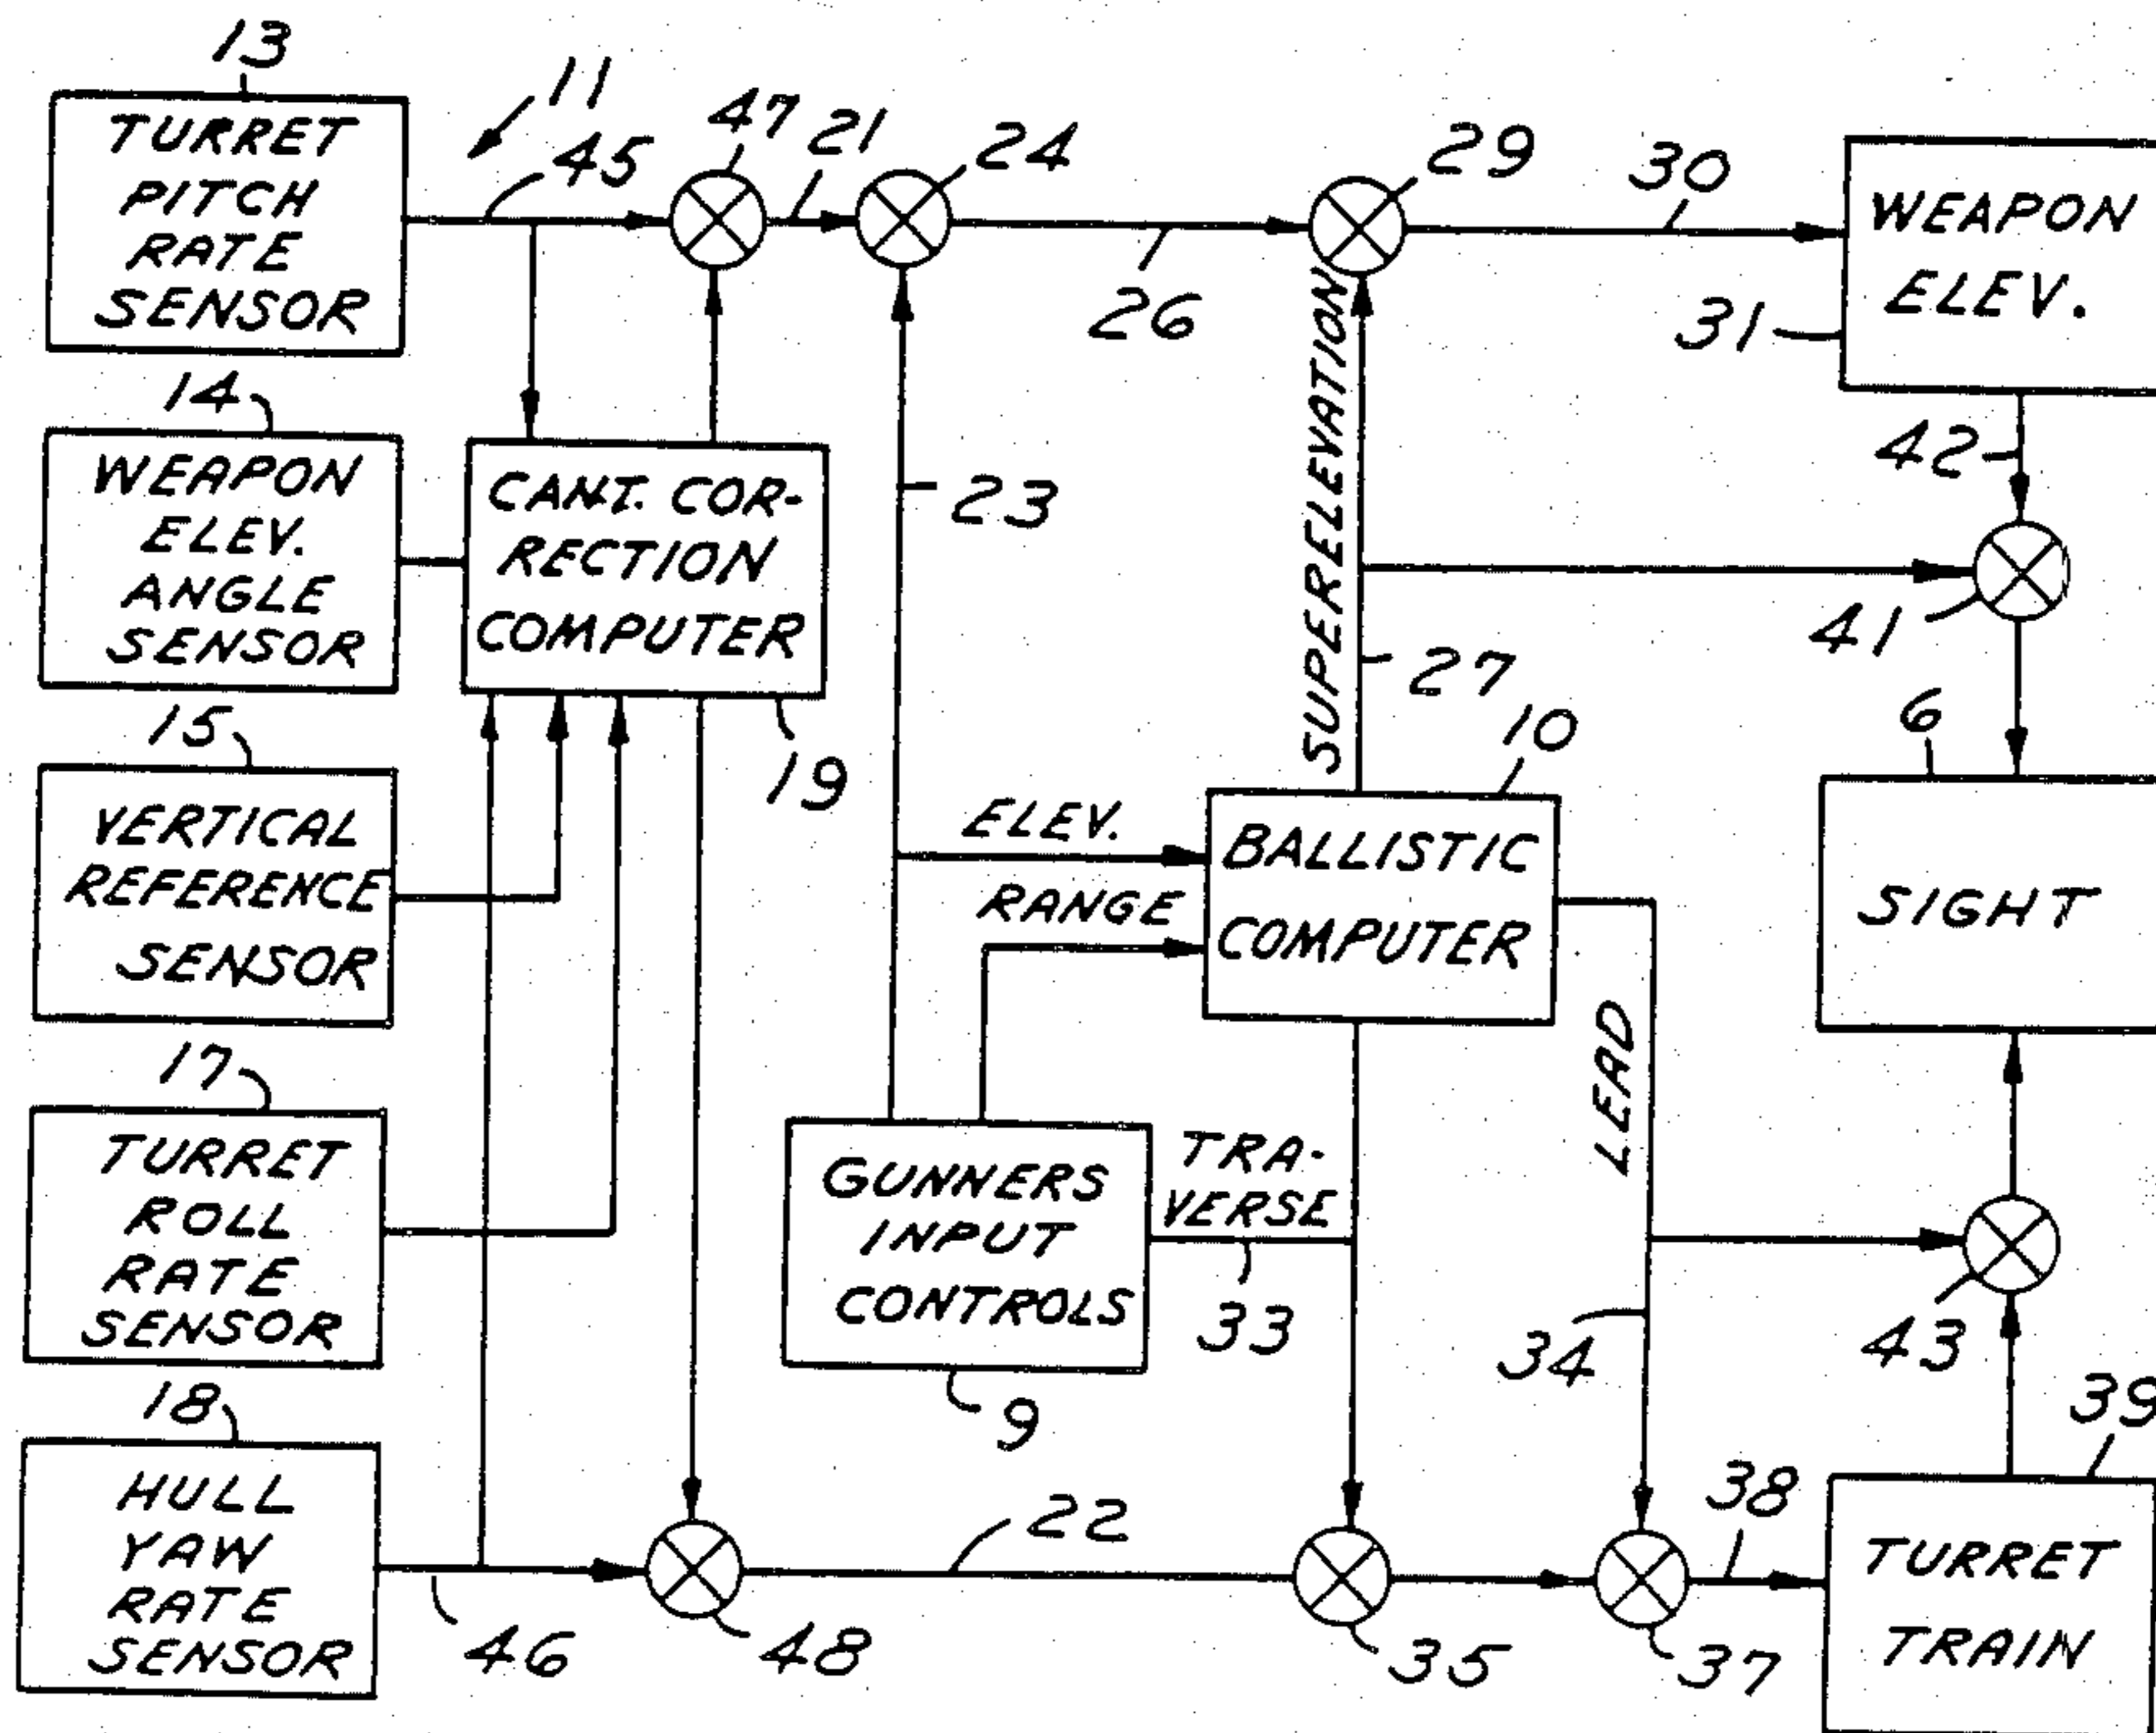 13
11
47
21
24
29
30
45
TURRET
PITCH
RATE
SENSOR
WEAPON
ELEV.
31
26
14
WEAPON
ELEV.
ANGLE
SENSOR
CANT. COR-
RECTION
COMPUTER
19
23
SUPERELEVATION
27
42
41
15
VERTICAL
REFERENCE
SENSOR
ELEV.
RANGE
10
BALLISTIC
COMPUTER
6
SIGHT
LEAD
17
TURRET
ROLL
RATE
SENSOR
GUNNERS
INPUT
CONTROLS
9
TRA-
VERSE
33
34
43
39
18
HULL
YAW
RATE
SENSOR
46
48
22
35
37
38
TURRET
TRAIN